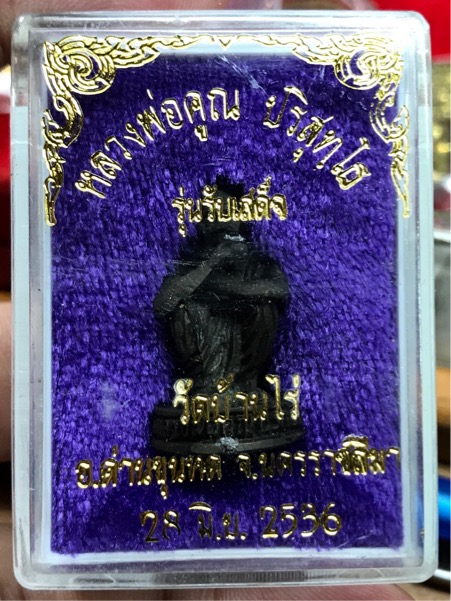 หลวงพ่อคูณ ปริสุทฺโธ
รุ่นรับเสด็จ
วัดบ้านไร่
อ.ด่านขุนทด จ.นครราชสีมา
28 มิ.ย. 2536